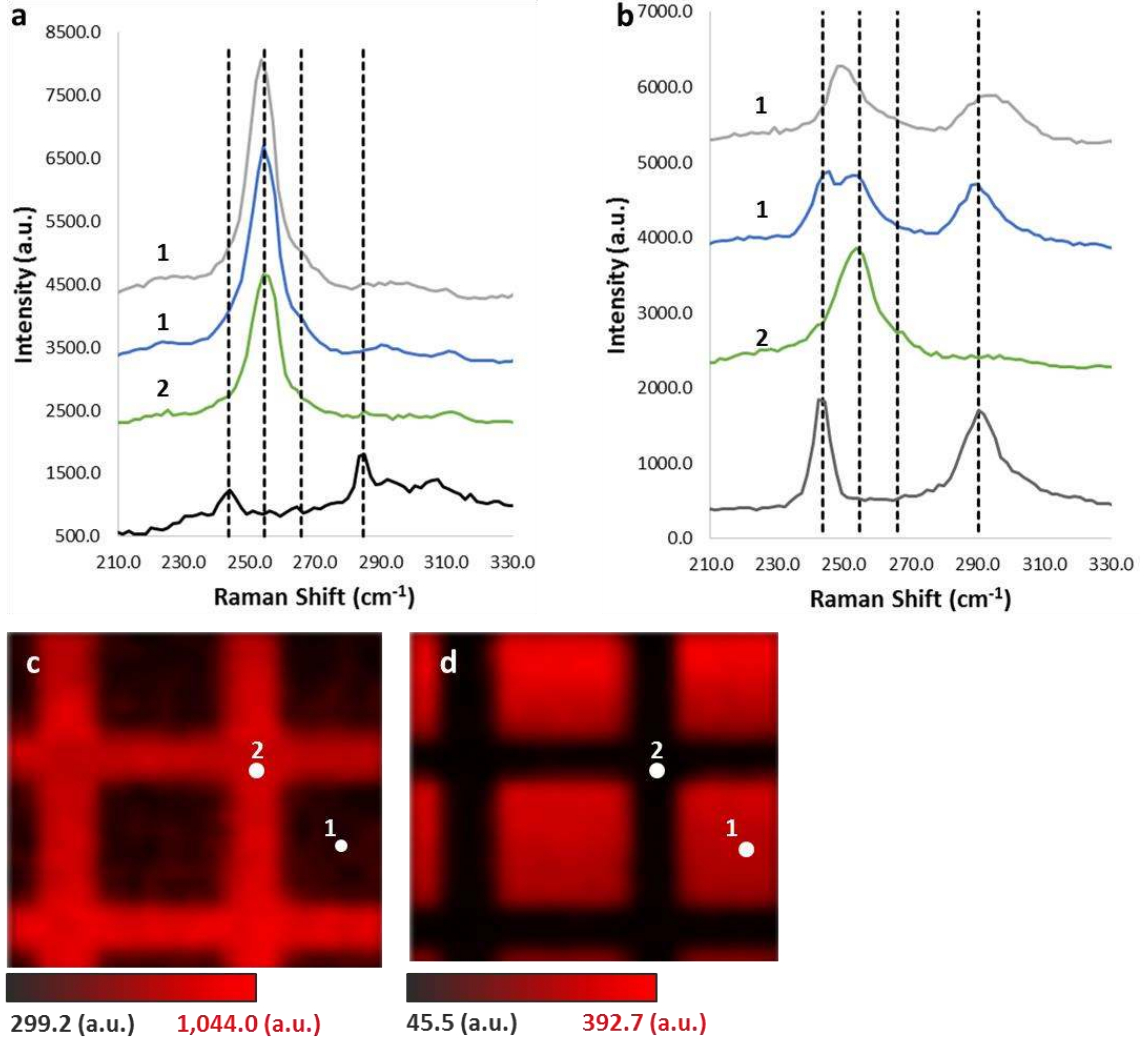 a
Intensity (a.u.)
8500.0
7500.0
6500.0
5500.0
4500.0
3500.0
2500.0
1500.0
500.0
1
1
2
210.0 230.0 250.0 270.0 290.0 310.0 330.0
Raman Shift (cm-1)
b
Intensity (a.u.)
7000.0
6000.0
5000.0
4000.0
3000.0
2000.0
1000.0
0.0
1
1
2
210.0 230.0 250.0 270.0 290.0 310.0 330.0
Raman Shift (cm-1)
c
2
1
299.2 (a.u.) 1,044.0 (a.u.)
d
2
1
45.5 (a.u.) 392.7 (a.u.)